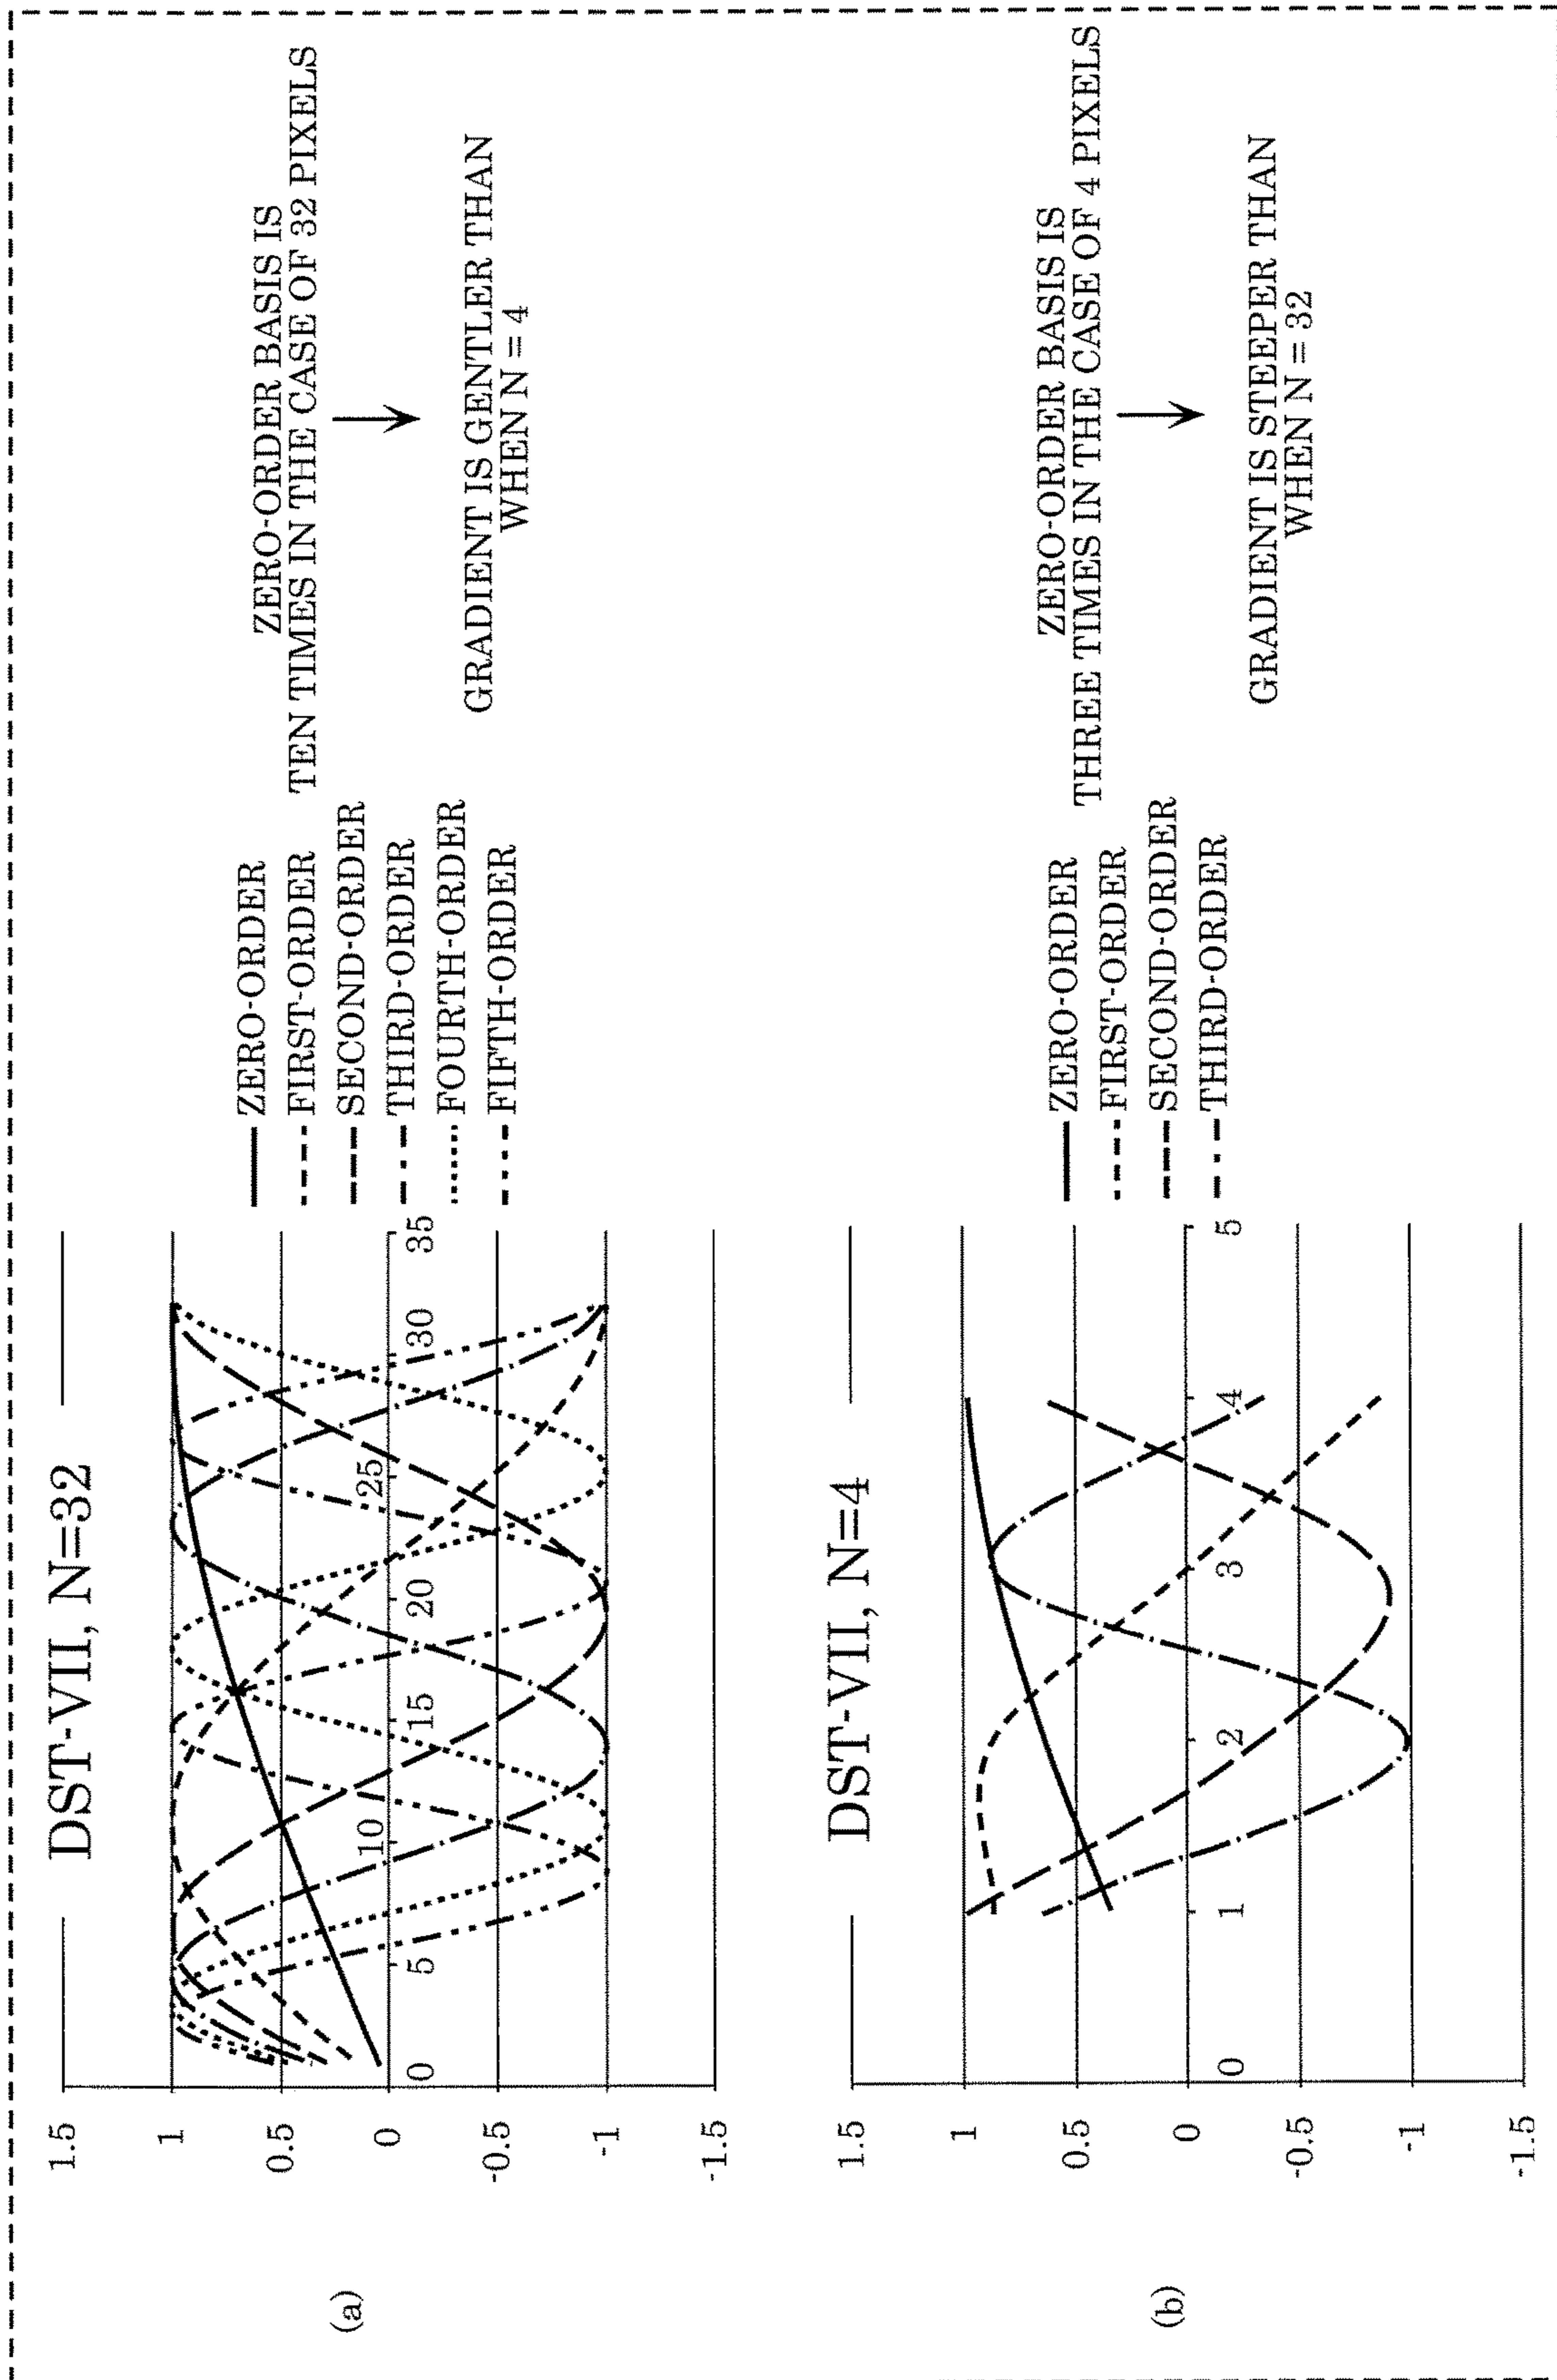 (a)
DST-VII, N=32
1.5
1
0.5
0
-0.5
-1
-1.5
0
5
10
15
20
25
30
35
ZERO-ORDER
FIRST-ORDER
SECOND-ORDER
THIRD-ORDER
FOURTH-ORDER
FIFTH-ORDER
ZERO-ORDER BASIS IS
TEN TIMES IN THE CASE OF 32 PIXELS
GRADIENT IS GENTLER THAN
WHEN N = 4
(b)
DST-VII, N=4
1.5
1
0.5
0
-0.5
-1
-1.5
0
1
2
3
4
5
ZERO-ORDER
FIRST-ORDER
SECOND-ORDER
THIRD-ORDER
ZERO-ORDER BASIS IS
THREE TIMES IN THE CASE OF 4 PIXELS
GRADIENT IS STEEPER THAN
WHEN N = 32